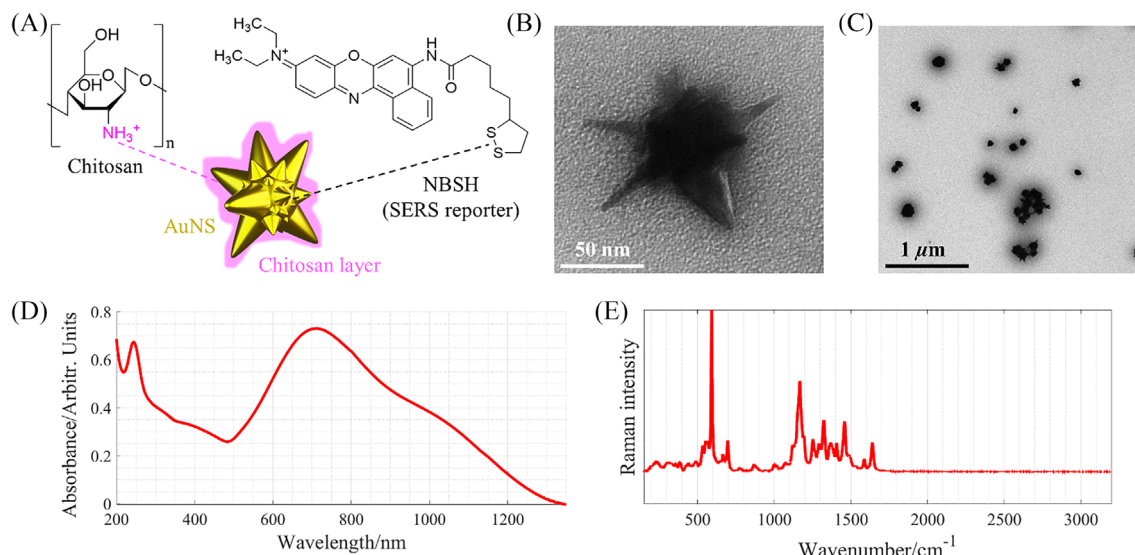 (A)
OH
O
OH
O
NH3+
n
Chitosan
AuNS
Chitosan layer
H3C
N+
H3C
O
N
NH
O
S
S
NBSH
(SERS reporter)
(B)
50 nm
(C)
1 µm
(D)
Absorbance/Arbitr. Units
0.8
0.6
0.4
0.2
0
200 400 600 800 1000 1200
Wavelength/nm
(E)
Raman intensity
500 1000 1500 2000 2500 3000
Wavenumber/cm-1